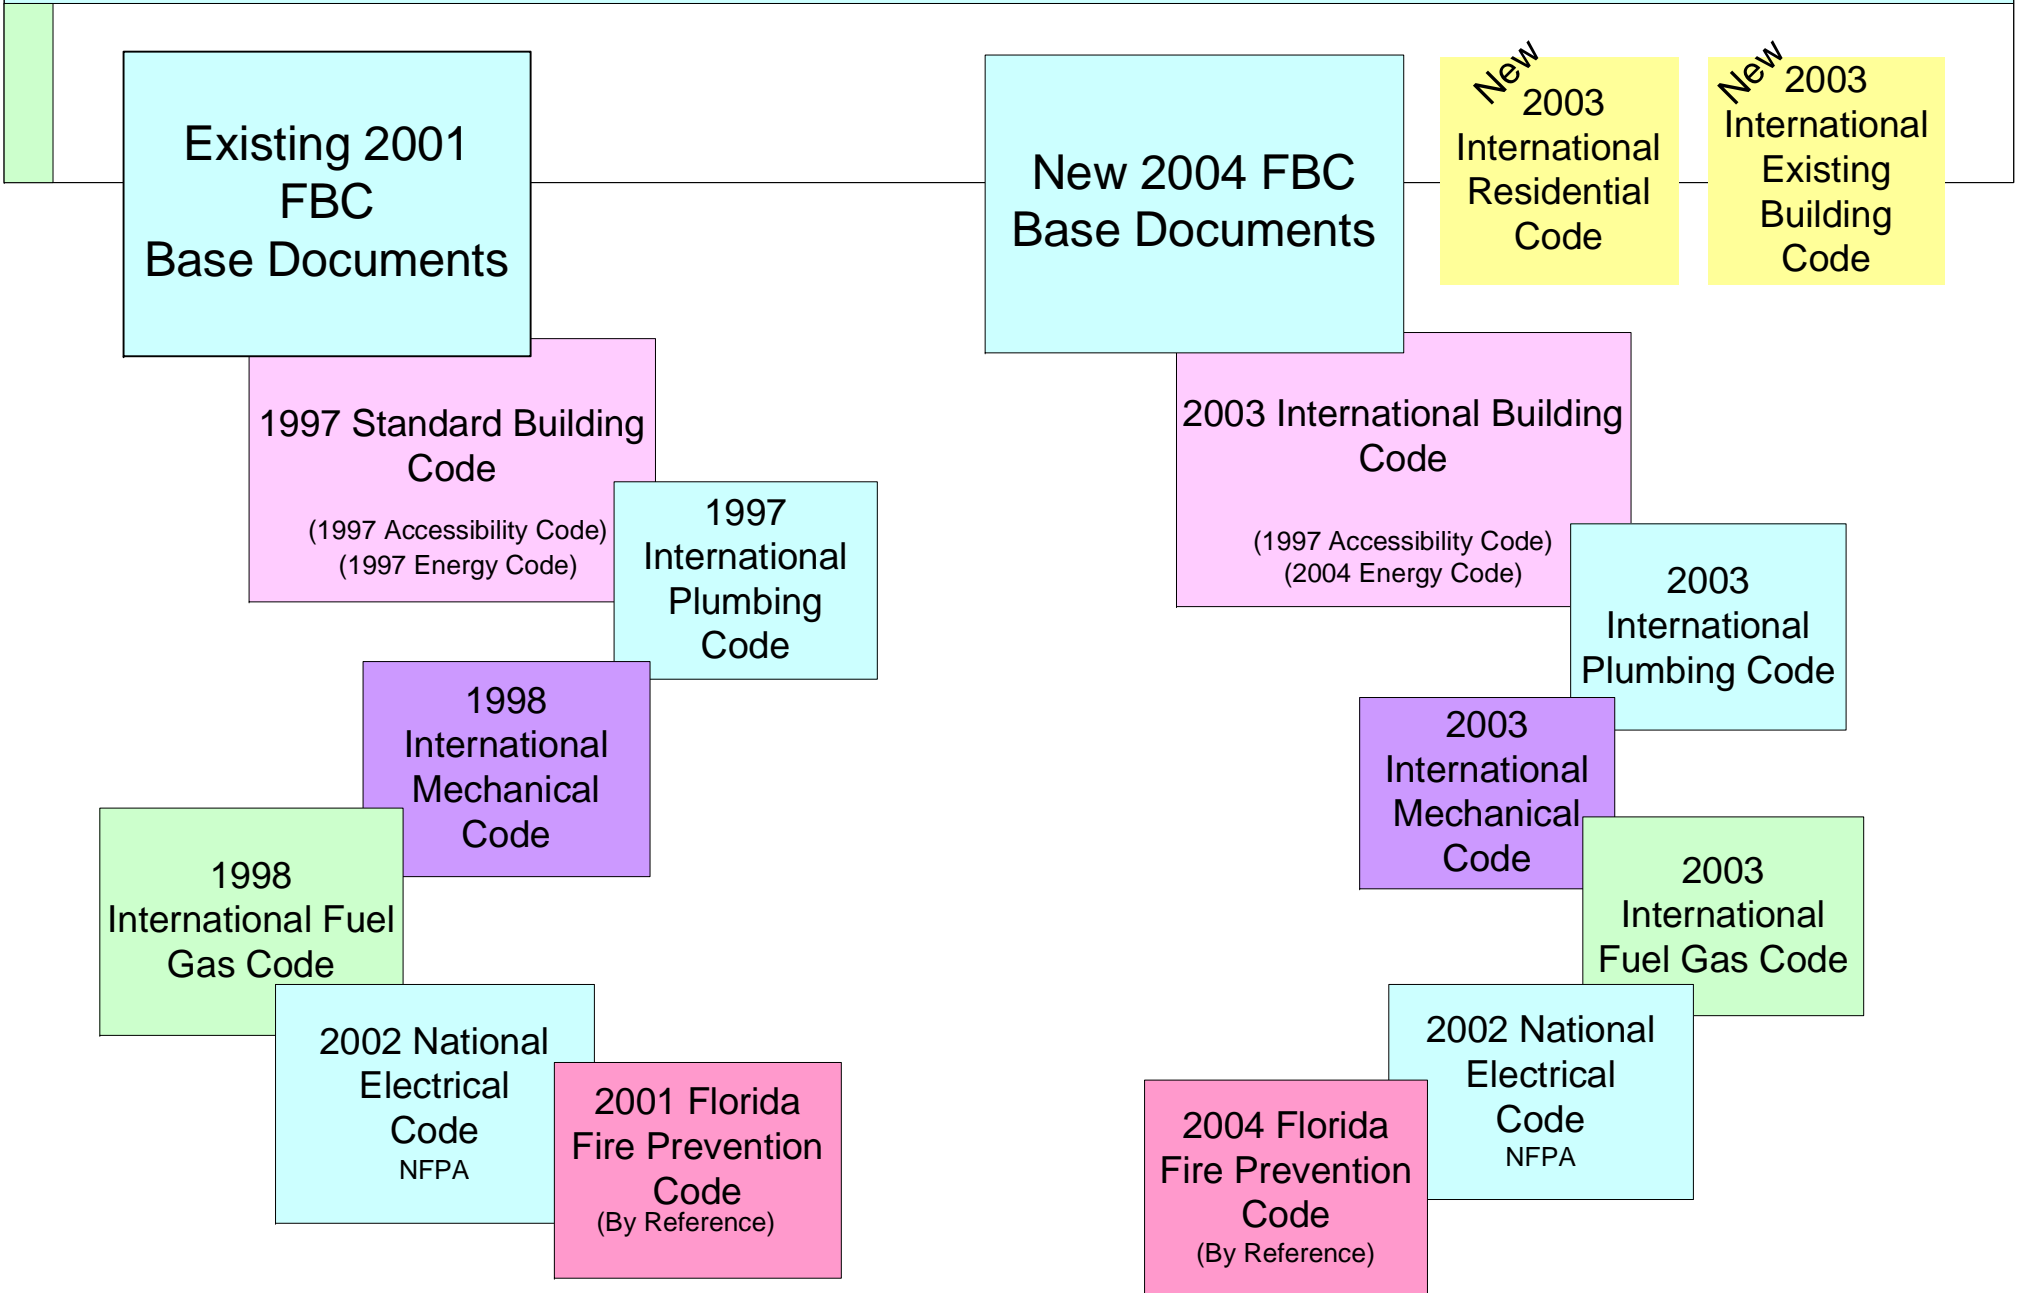 Existing 2001
FBC
Base Documents
1997 Standard Building
Code
(1997 Accessibility Code)
(1997 Energy Code)
1997
International
Plumbing
Code
1998
International
Mechanical
Code
1998
International Fuel
Gas Code
2002 National
Electrical
Code
NFPA
2001 Florida
Fire Prevention
Code
(By Reference)
New 2004 FBC
Base Documents
New
2003
International
Residential
Code
New
2003
International
Existing
Building
Code
2003 International Building
Code
(1997 Accessibility Code)
(2004 Energy Code)
2003
International
Plumbing Code
2003
International
Mechanical
Code
2003
International
Fuel Gas Code
2002 National
Electrical
Code
NFPA
2004 Florida
Fire Prevention
Code
(By Reference)